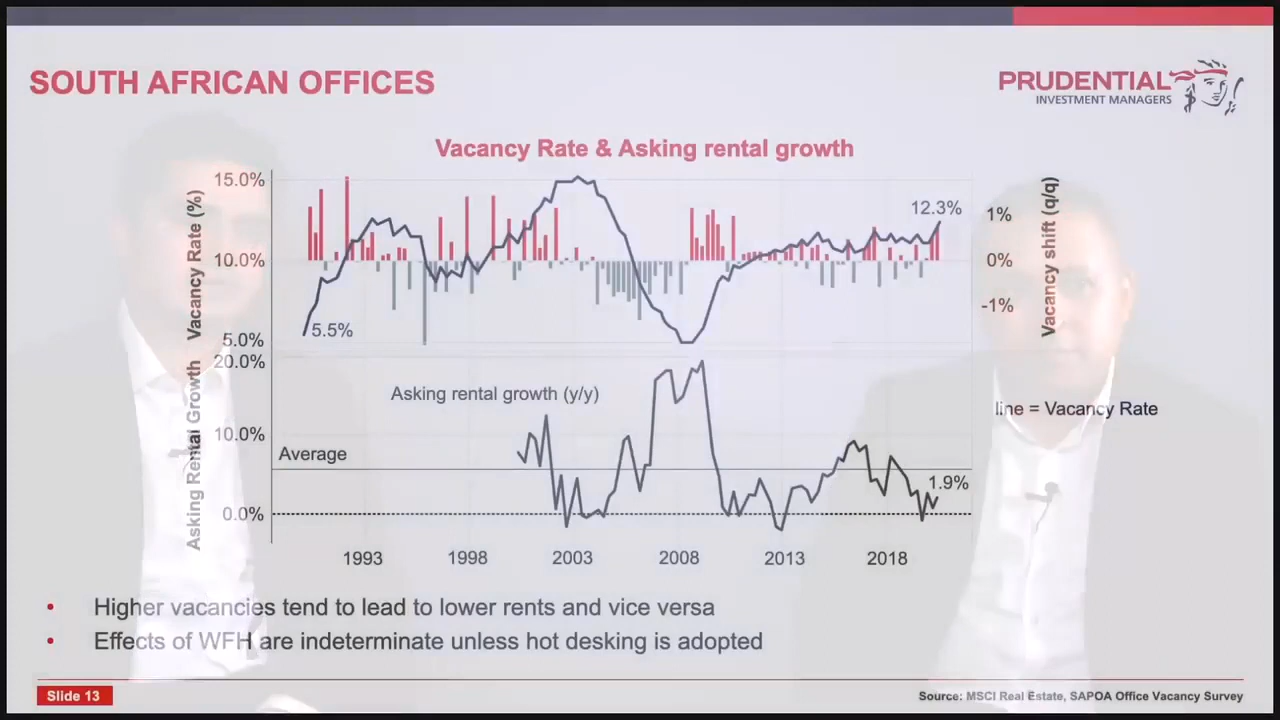 SOUTH AFRICAN OFFICES
PRUDENTIAL
INVESTMENT MANAGERS
Vacancy Rate & Asking rental growth
Vacancy Rate (%)
15.0%
10.0%
5.0%
5.5%
12.3%
1%
0%
-1%
Vacancy shift (q/q)
line = Vacancy Rate
Asking Rental Growth
20.0%
10.0%
0.0%
Asking rental growth (y/y)
Average
1.9%
1993 1998 2003 2008 2013 2018
• Higher vacancies tend to lead to lower rents and vice versa
• Effects of WFH are indeterminate unless hot desking is adopted
Slide 13
Source: MSCI Real Estate, SAPOA Office Vacancy Survey